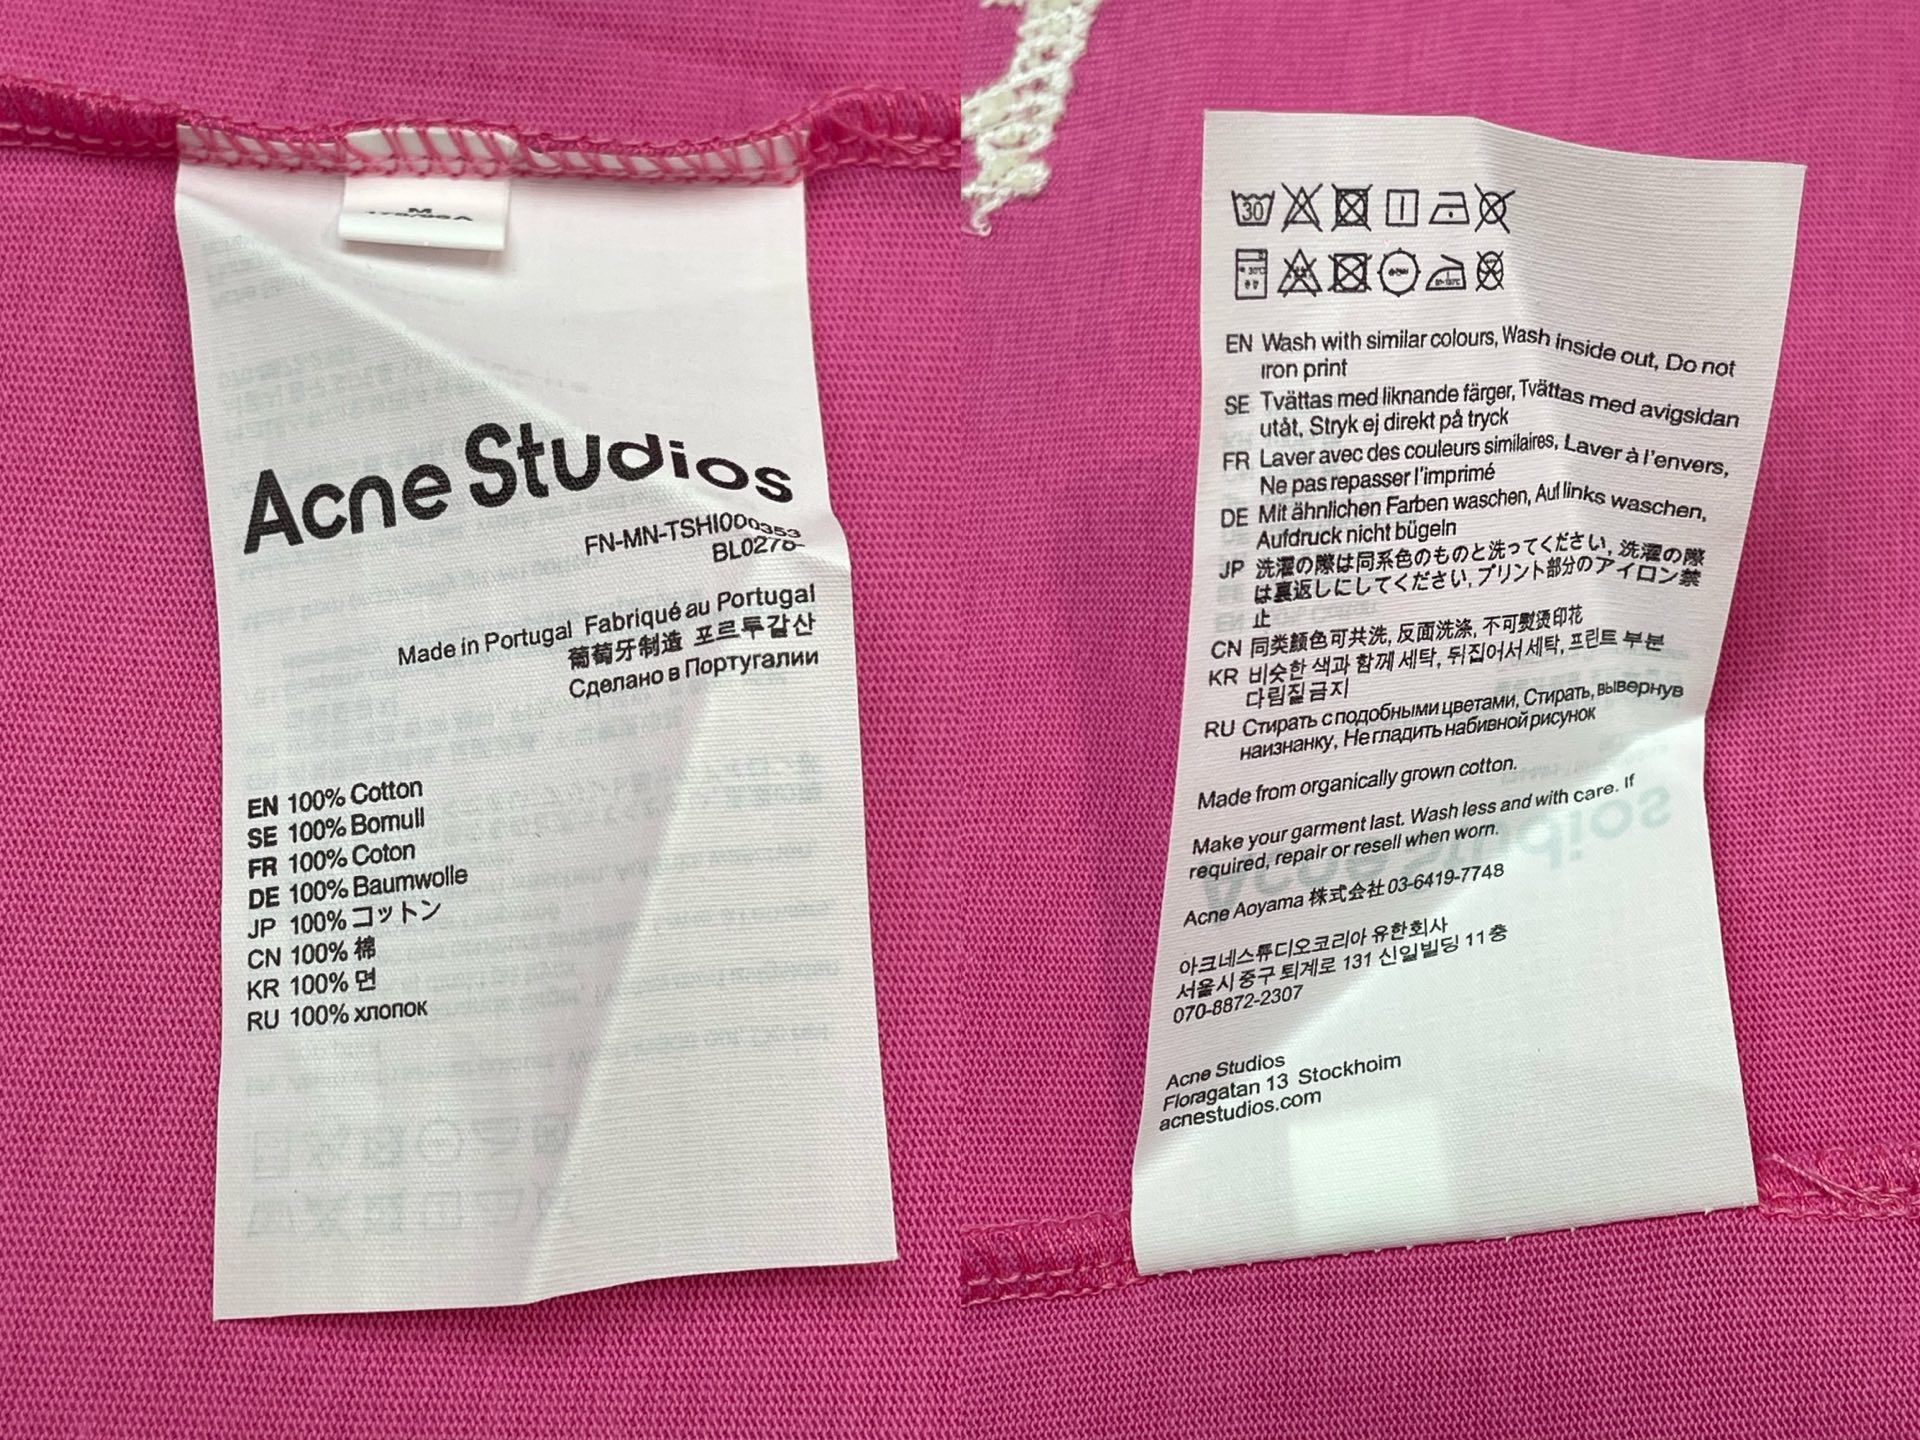 M
Acne Studios
FN-MN-TSHI000353
Made in Portugal Fabriqué au Portugal
葡萄牙制造 포르투갈산
Сделано в Португалии
EN 100% Cotton
SE 100% Bomull
FR 100% Coton
DE 100% Baumwolle
JP 100% コットン
CN 100% 棉
KR 100% 면
RU 100% хлопок
30
EN Wash with similar colours, Wash inside out, Do not
iron print
SE Tvättas med liknande färger, Tvättas med avigsidan
utåt, Stryk ej direkt på tryck
FR Laver avec des couleurs similaires, Laver à l'envers,
Ne pas repasser l'imprimé
DE Mit ähnlichen Farben waschen, Auf links waschen,
Aufdruck nicht bügeln
JP 洗濯の際は同系色のものと洗ってください, 洗濯の際
は裏返しにしてください, プリント部分のアイロン禁
止
CN 同类颜色可共洗, 反面洗涤, 不可熨烫印花
KR 비슷한 색과 함께 세탁, 뒤집어서 세탁, 프린트 부분
다림질 금지
RU Стирать с подобными цветами, Стирать, вывернув
наизнанку, Не гладить набивной рисунок
Made from organically grown cotton.
Make your garment last. Wash less and with care. If
required, repair or resell when worn.
Acne Aoyama 株式会社 03-6419-7748
아크네스튜디오코리아 유한회사
서울시 중구 퇴계로 131 신일빌딩 11층
070-8872-2307
Acne Studios
Floragatan 13 Stockholm
acnestudios.com